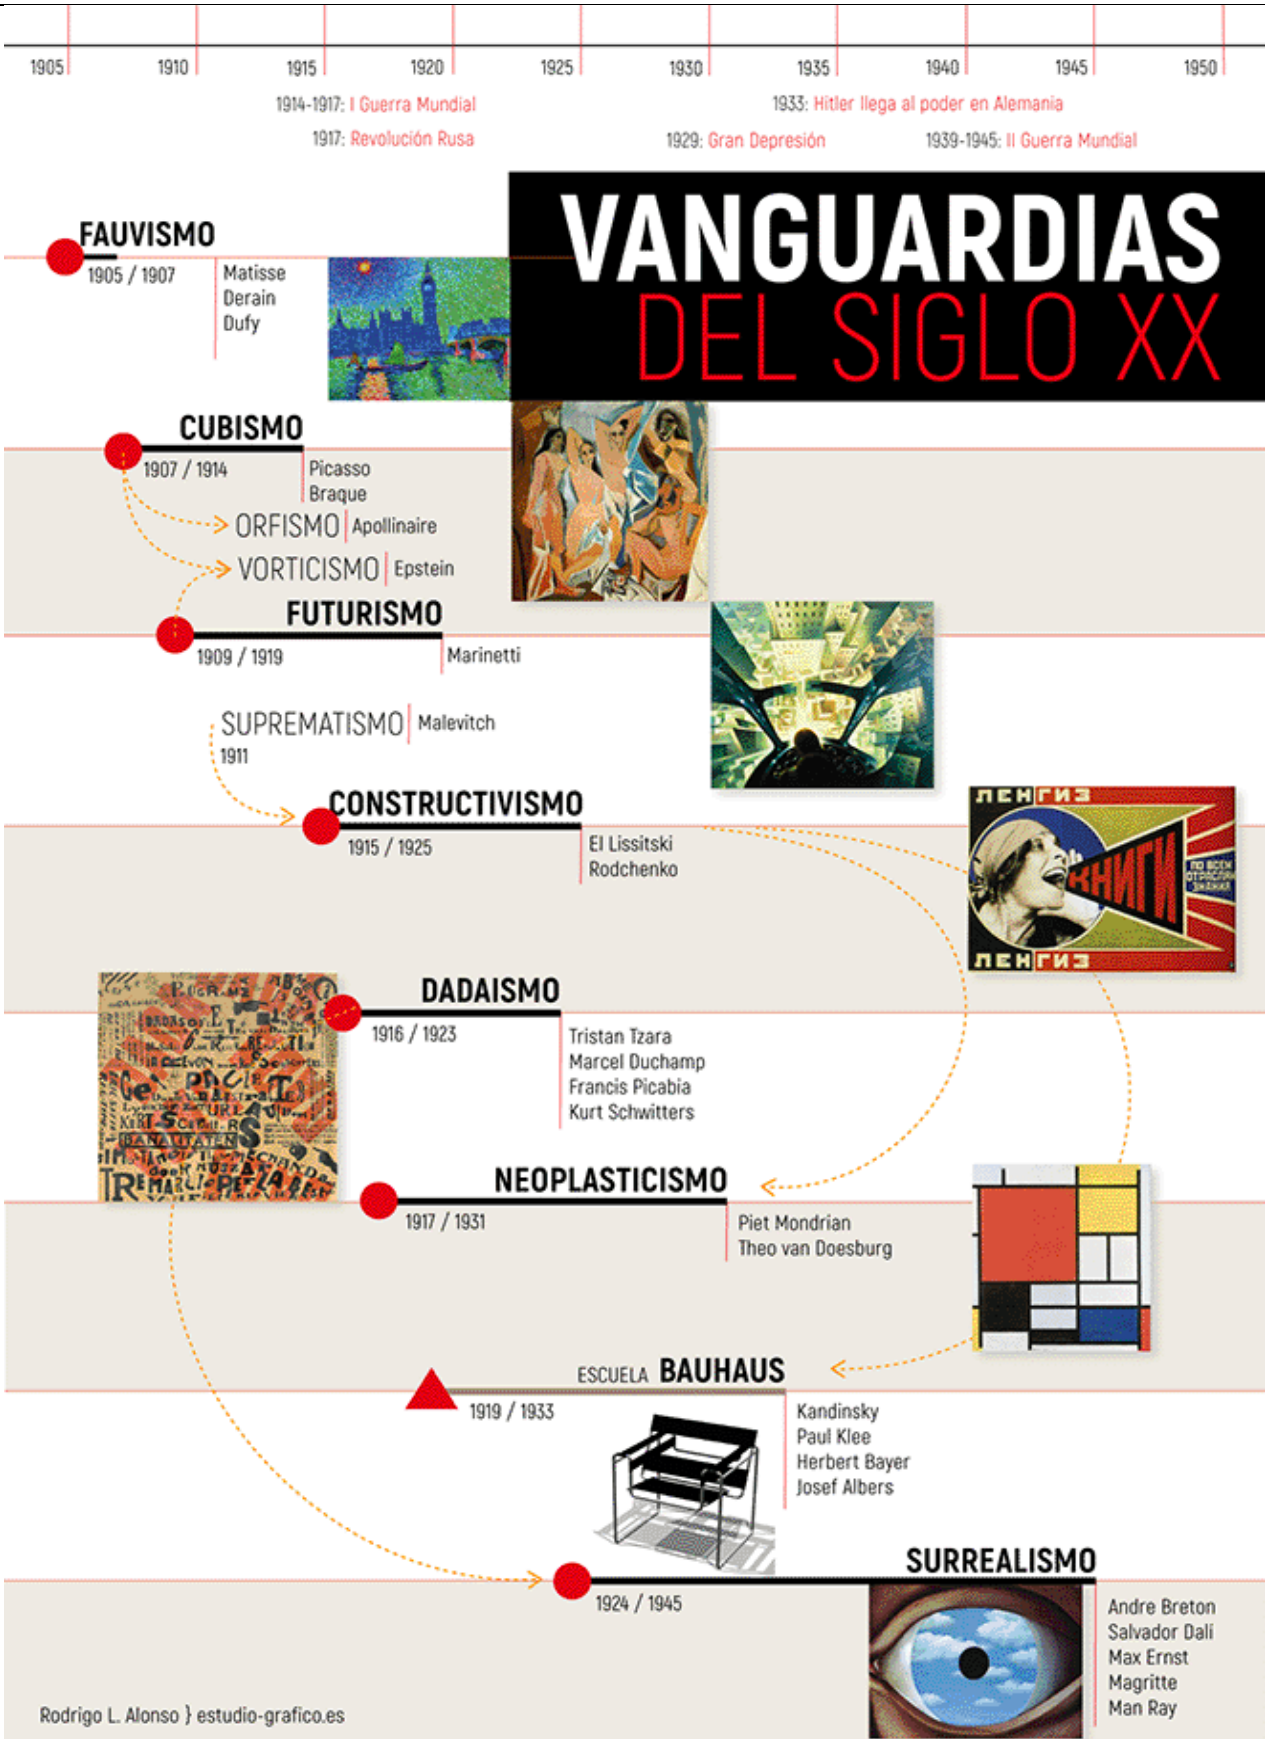 1905 1910 1915 1920 1925 1930 1935 1940 1945 1950
1914-1917: I Guerra Mundial
1933: Hitler llega al poder en Alemania
1917: Revolución Rusa
1929: Gran Depresión
1939-1945: II Guerra Mundial
VANGUARDIAS
DEL SIGLO XX
FAUVISMO
1905 / 1907
Matisse
Derain
Dufy
CUBISMO
1907 / 1914
Picasso
Braque
ORFISMO
Apollinaire
VORTICISMO
Epstein
FUTURISMO
1909 / 1919
Marinetti
SUPREMATISMO
Malevitch
1911
CONSTRUCTIVISMO
1915 / 1925
El Lissitski
Rodchenko
ЛЕНГИЗ
КНИГИ
ПО ВСЕМ
ОТРАСЛЯМ
ЗНАНИЯ
ЛЕНГИЗ
DADAISMO
1916 / 1923
Tristan Tzara
Marcel Duchamp
Francis Picabia
Kurt Schwitters
BANALITÄTEN
NEOPLASTICISMO
1917 / 1931
Piet Mondrian
Theo van Doesburg
ESCUELA BAUHAUS
1919 / 1933
Kandinsky
Paul Klee
Herbert Bayer
Josef Albers
SURREALISMO
1924 / 1945
Andre Breton
Salvador Dalí
Max Ernst
Magritte
Man Ray
Rodrigo L. Alonso } estudio-grafico.es